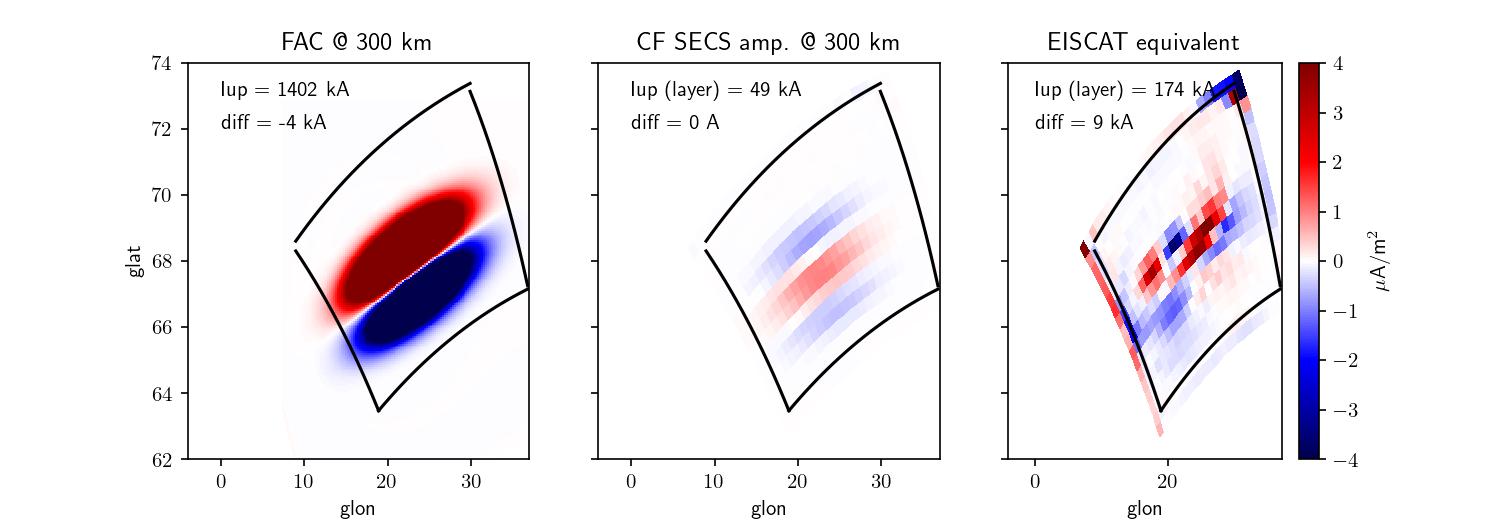 FAC @ 300 km
CF SECS amp. @ 300 km
EISCAT equivalent
Iup = 1402 kA
diff = -4 kA
Iup (layer) = 49 kA
diff = 0 A
Iup (layer) = 174 kA
diff = 9 kA
74
72
70
68
66
64
62
glat
0
10
20
30
glon
0
10
20
30
glon
0
20
glon
4
3
2
1
0
−1
−2
−3
−4
μA/m²